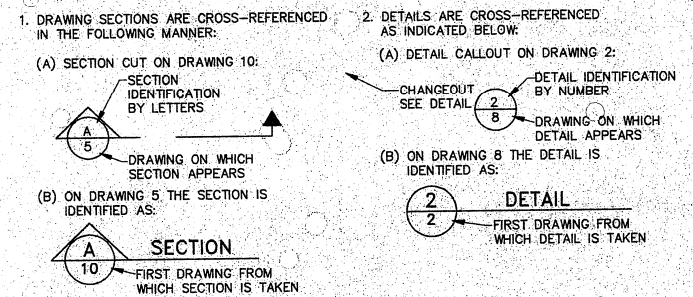 1. DRAWING SECTIONS ARE CROSS-REFERENCED
IN THE FOLLOWING MANNER:
(A) SECTION CUT ON DRAWING 10:
SECTION
IDENTIFICATION
BY LETTERS
A
5
DRAWING ON WHICH
SECTION APPEARS
(B) ON DRAWING 5 THE SECTION IS
IDENTIFIED AS:
A
10
SECTION
FIRST DRAWING FROM
WHICH SECTION IS TAKEN
2. DETAILS ARE CROSS-REFERENCED
AS INDICATED BELOW:
(A) DETAIL CALLOUT ON DRAWING 2:
CHANGEOUT
SEE DETAIL
2
8
DETAIL IDENTIFICATION
BY NUMBER
DRAWING ON WHICH
DETAIL APPEARS
(B) ON DRAWING 8 THE DETAIL IS
IDENTIFIED AS:
2
2
DETAIL
FIRST DRAWING FROM
WHICH DETAIL IS TAKEN